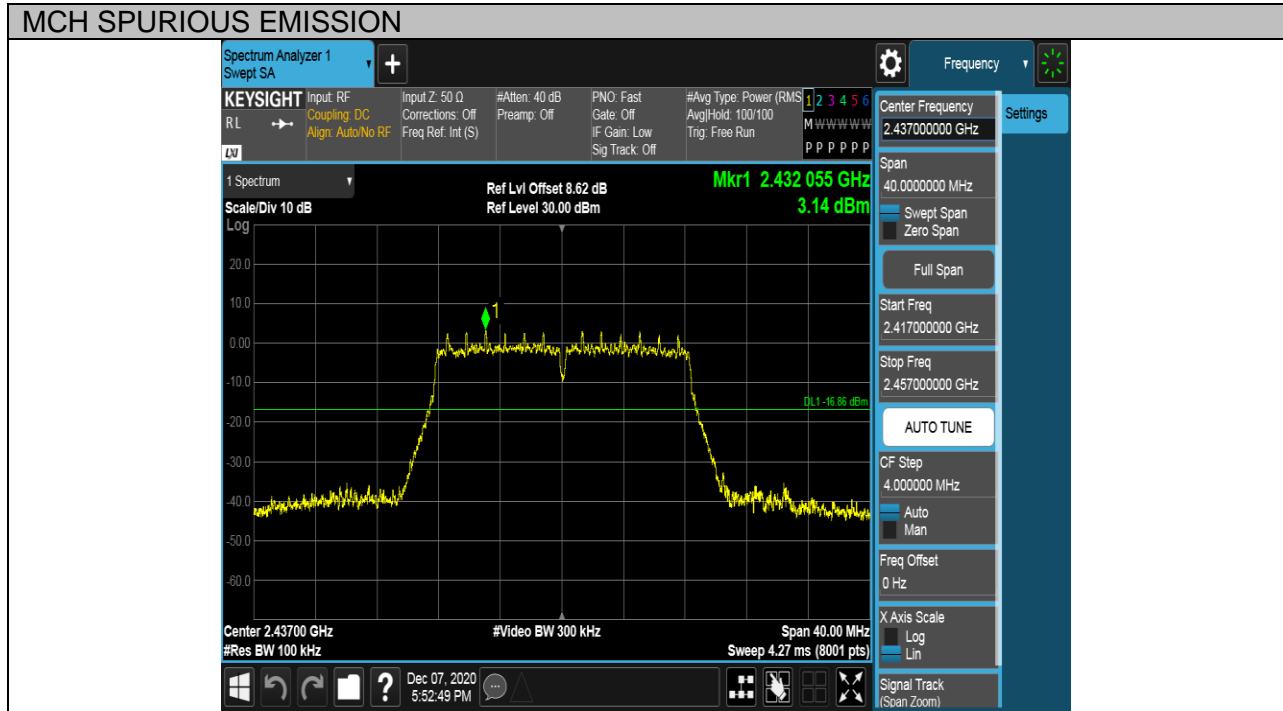 MCH SPURIOUS EMISSION
Spectrum Analyzer 1
Swept SA
+
Frequency
KEYSIGHT Input: RF Input Z: 50 Ω #Atten: 40 dB PNO: Fast #Avg Type: Power (RMS 1 2 3 4 5 6
RL Coupling: DC Corrections: Off Preamp: Off Gate: Off Avg|Hold: 100/100 M W W W W W
Align: Auto/No RF Freq Ref: Int (S) IF Gain: Low Trig: Free Run
LXI Sig Track: Off P P P P P P
1 Spectrum
Ref Lvl Offset 8.62 dB
Mkr1 2.432 055 GHz
Scale/Div 10 dB
Ref Level 30.00 dBm
3.14 dBm
Log
20.0
10.0
1
0.00
-10.0
DL1 -16.86 dBm
-20.0
-30.0
-40.0
-50.0
-60.0
Center 2.43700 GHz #Video BW 300 kHz Span 40.00 MHz
#Res BW 100 kHz Sweep 4.27 ms (8001 pts)
?
Dec 07, 2020
5:52:49 PM
Center Frequency
2.437000000 GHz
Settings
Span
40.0000000 MHz
Swept Span
Zero Span
Full Span
Start Freq
2.417000000 GHz
Stop Freq
2.457000000 GHz
AUTO TUNE
CF Step
4.000000 MHz
Auto
Man
Freq Offset
0 Hz
X Axis Scale
Log
Lin
Signal Track
(Span Zoom)